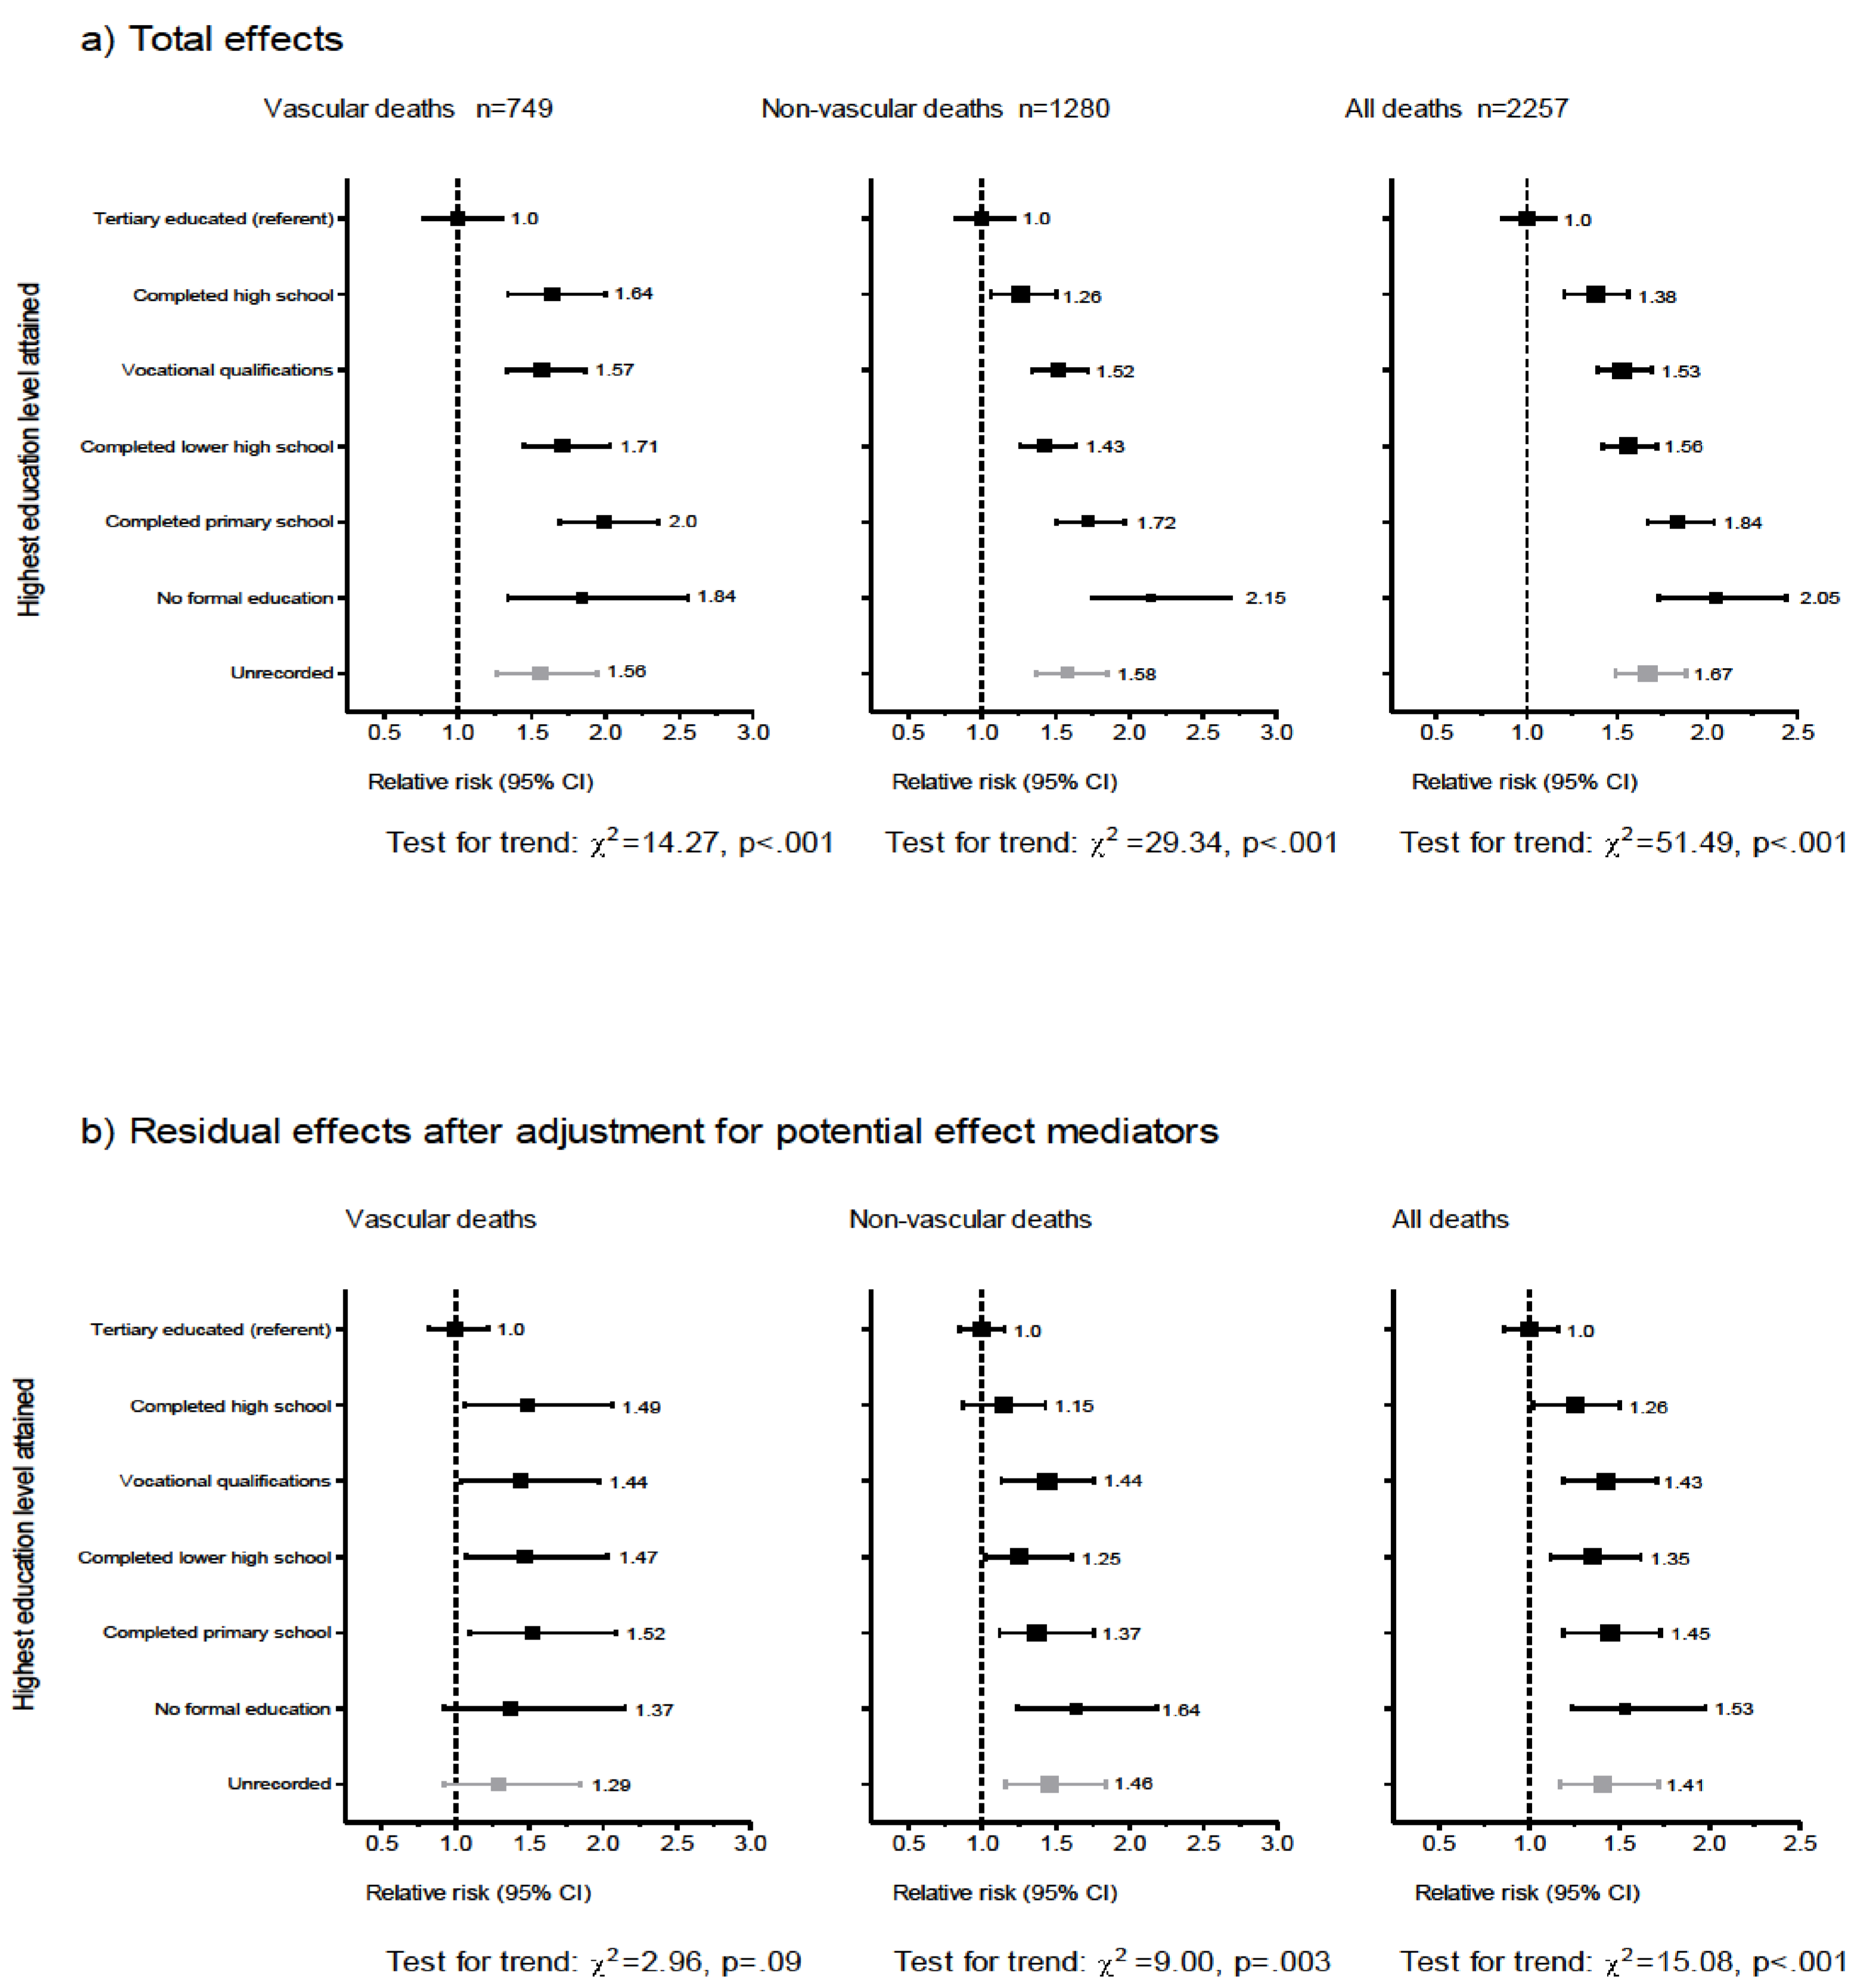 a) Total effects
Vascular deaths n=749 Non-vascular deaths n=1280 All deaths n=2257
Highest education level attained
Tertiary educated (referent) 1.0 1.0 1.0
Completed high school 1.64 1.26 1.38
Vocational qualifications 1.57 1.52 1.53
Completed lower high school 1.71 1.43 1.56
Completed primary school 2.0 1.72 1.84
No formal education 1.84 2.15 2.05
Unrecorded 1.56 1.58 1.67
0.5 1.0 1.5 2.0 2.5 3.0 0.5 1.0 1.5 2.0 2.5 3.0 0.5 1.0 1.5 2.0 2.5
Relative risk (95% CI) Relative risk (95% CI) Relative risk (95% CI)
Test for trend: χ²=14.27, p<.001 Test for trend: χ² =29.34, p<.001 Test for trend: χ²=51.49, p<.001
b) Residual effects after adjustment for potential effect mediators
Vascular deaths Non-vascular deaths All deaths
Highest education level attained
Tertiary educated (referent) 1.0 1.0 1.0
Completed high school 1.49 1.15 1.26
Vocational qualifications 1.44 1.44 1.43
Completed lower high school 1.47 1.25 1.35
Completed primary school 1.52 1.37 1.45
No formal education 1.37 1.64 1.53
Unrecorded 1.29 1.46 1.41
0.5 1.0 1.5 2.0 2.5 3.0 0.5 1.0 1.5 2.0 2.5 3.0 0.5 1.0 1.5 2.0 2.5
Relative risk (95% CI) Relative risk (95% CI) Relative risk (95% CI)
Test for trend: χ²=2.96, p=.09 Test for trend: χ² =9.00, p=.003 Test for trend: χ²=15.08, p<.001